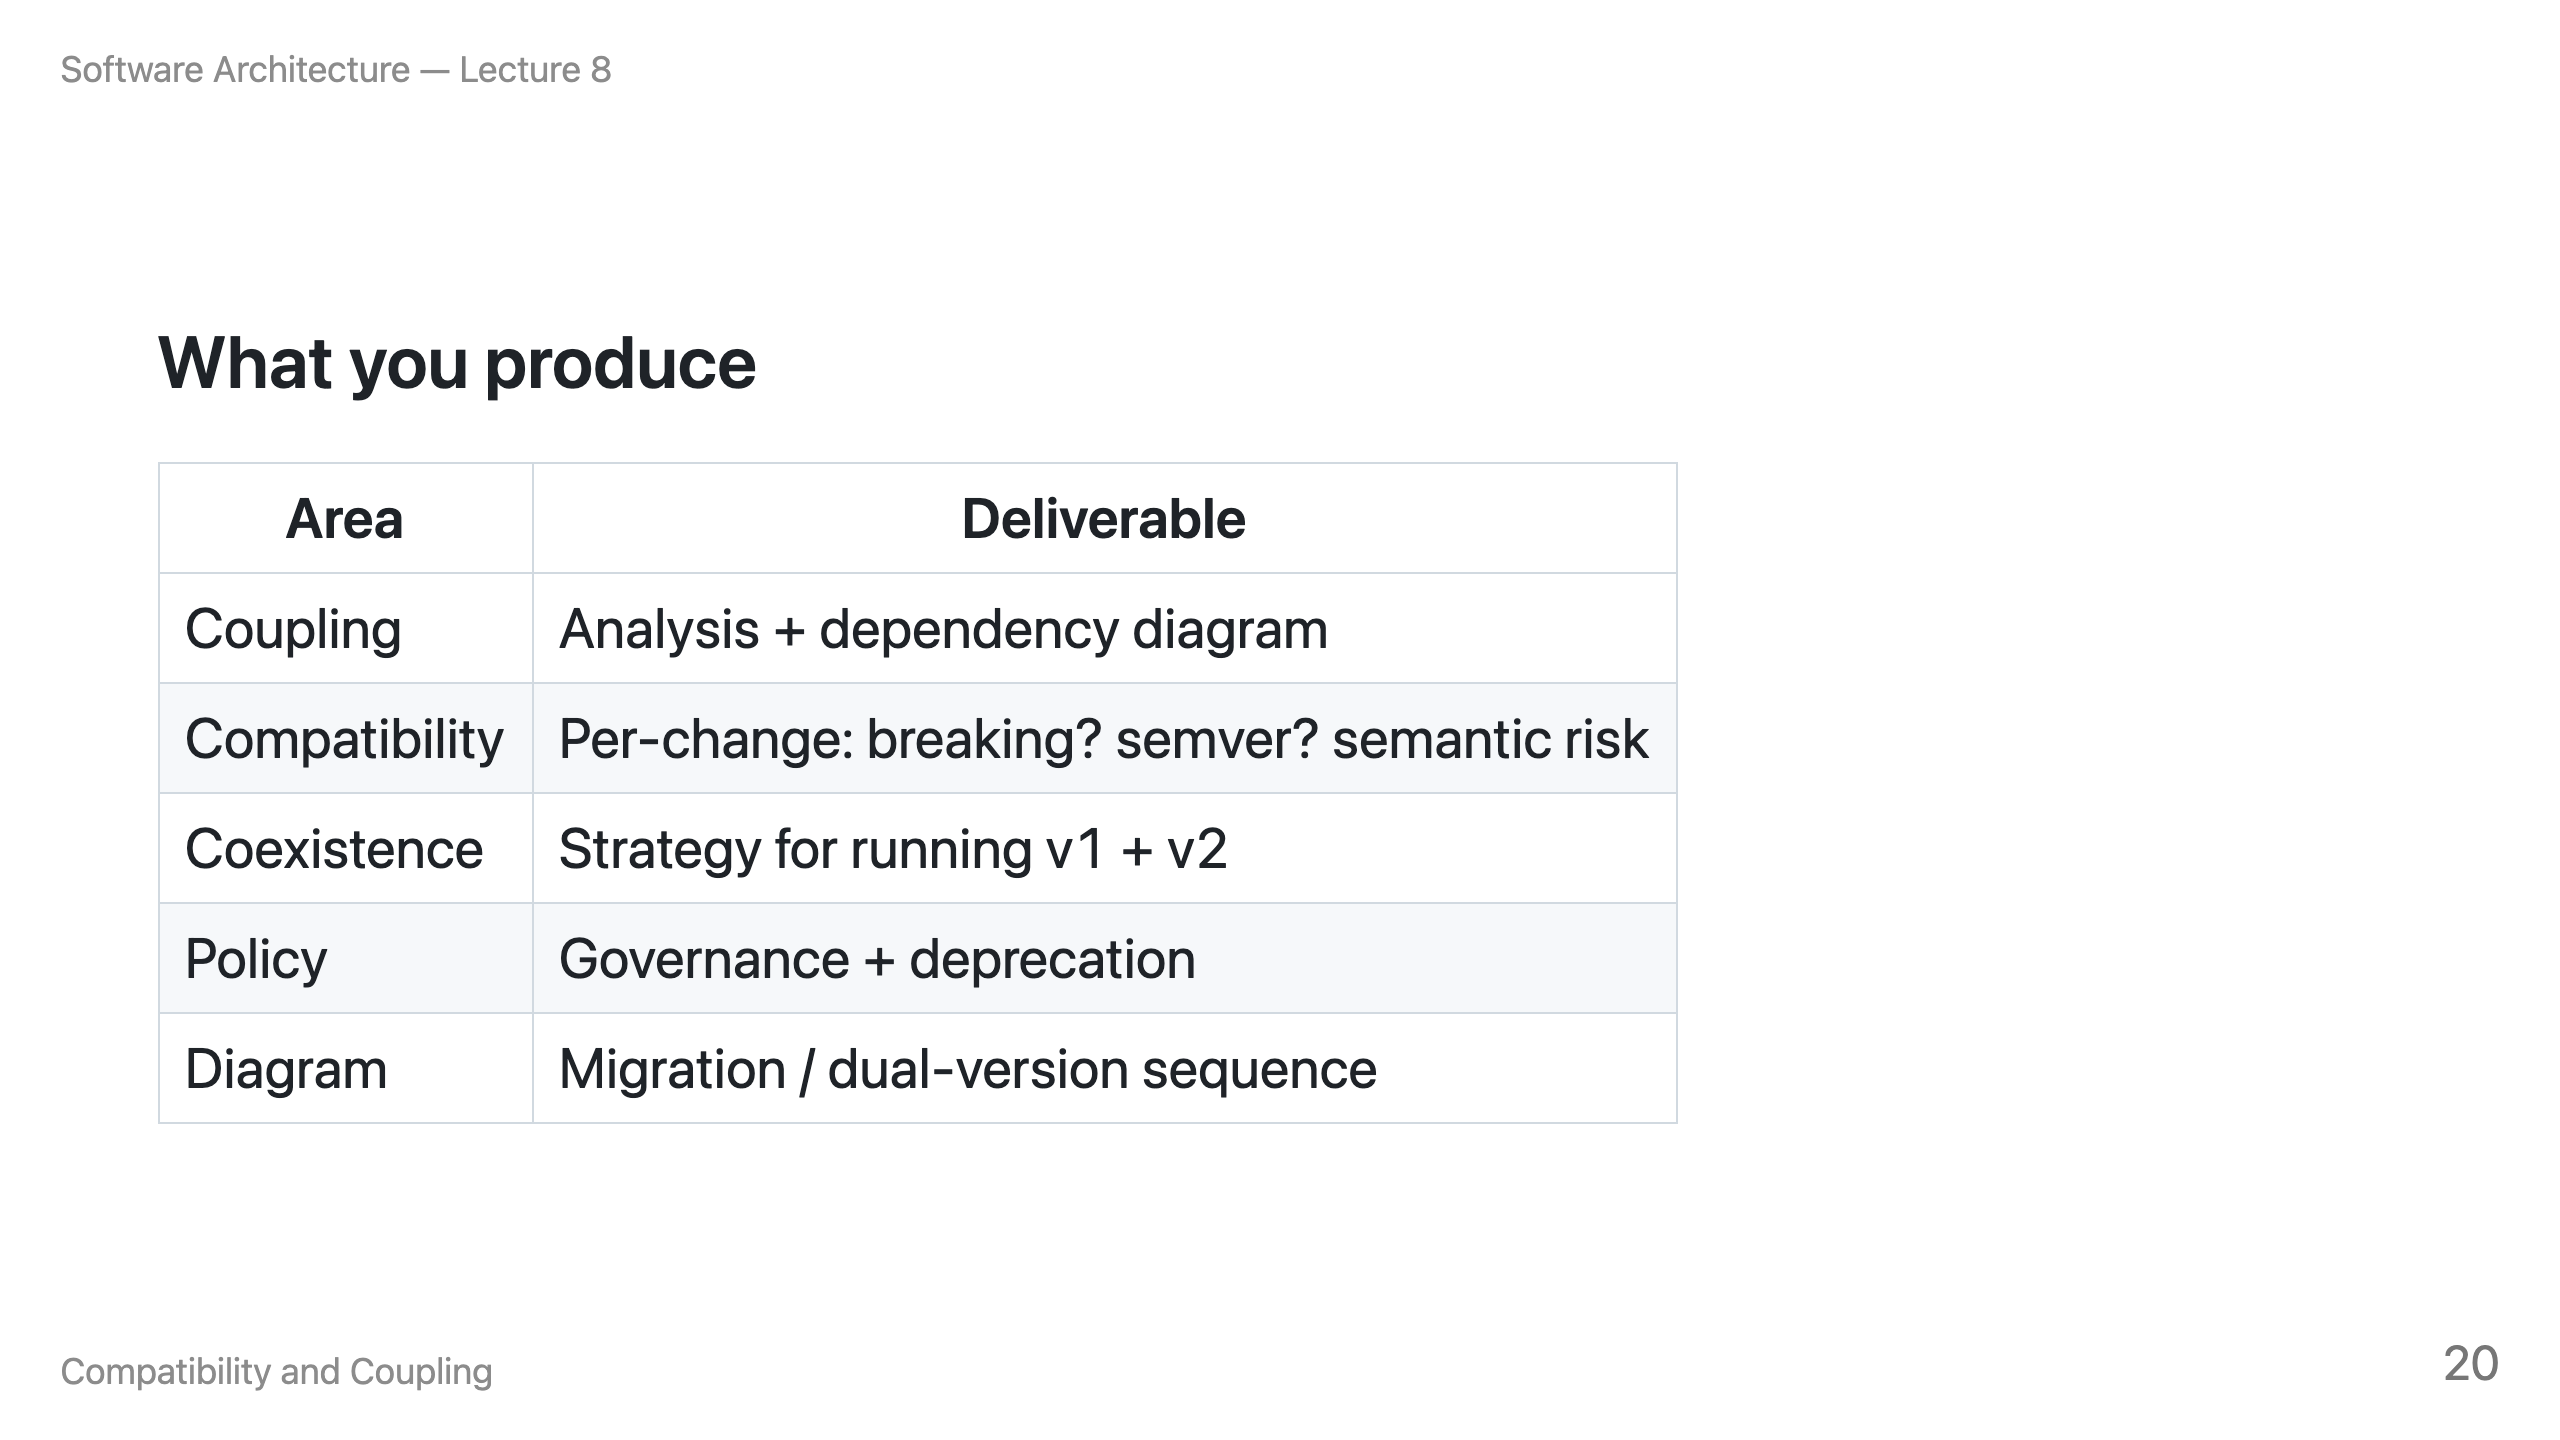 Software Architecture — Lecture 8
What you produce
Area Deliverable
Coupling Analysis + dependency diagram
Compatibility Per-change: breaking? semver? semantic risk
Coexistence Strategy for running v1 + v2
Policy Governance + deprecation
Diagram Migration / dual-version sequence
Compatibility and Coupling 20